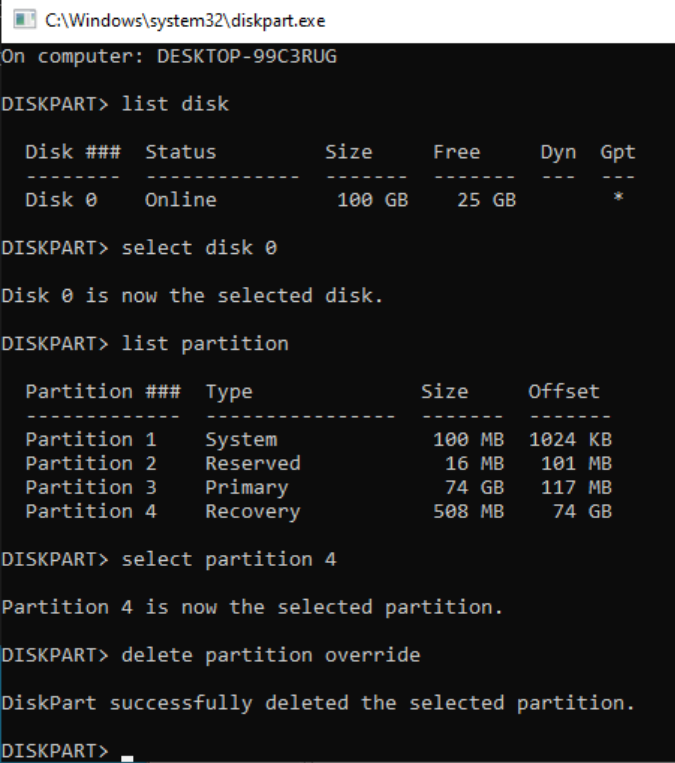 C:\Windows\system32\diskpart.exe
On computer: DESKTOP-99C3RUG
DISKPART> list disk
  Disk ###  Status         Size     Free     Dyn  Gpt
  --------  -------------  -------  -------  ---  ---
  Disk 0    Online          100 GB    25 GB        *
DISKPART> select disk 0
Disk 0 is now the selected disk.
DISKPART> list partition
  Partition ###  Type              Size     Offset
  -------------  ----------------  -------  -------
  Partition 1    System             100 MB  1024 KB
  Partition 2    Reserved            16 MB   101 MB
  Partition 3    Primary             74 GB   117 MB
  Partition 4    Recovery           508 MB    74 GB
DISKPART> select partition 4
Partition 4 is now the selected partition.
DISKPART> delete partition override
DiskPart successfully deleted the selected partition.
DISKPART> _